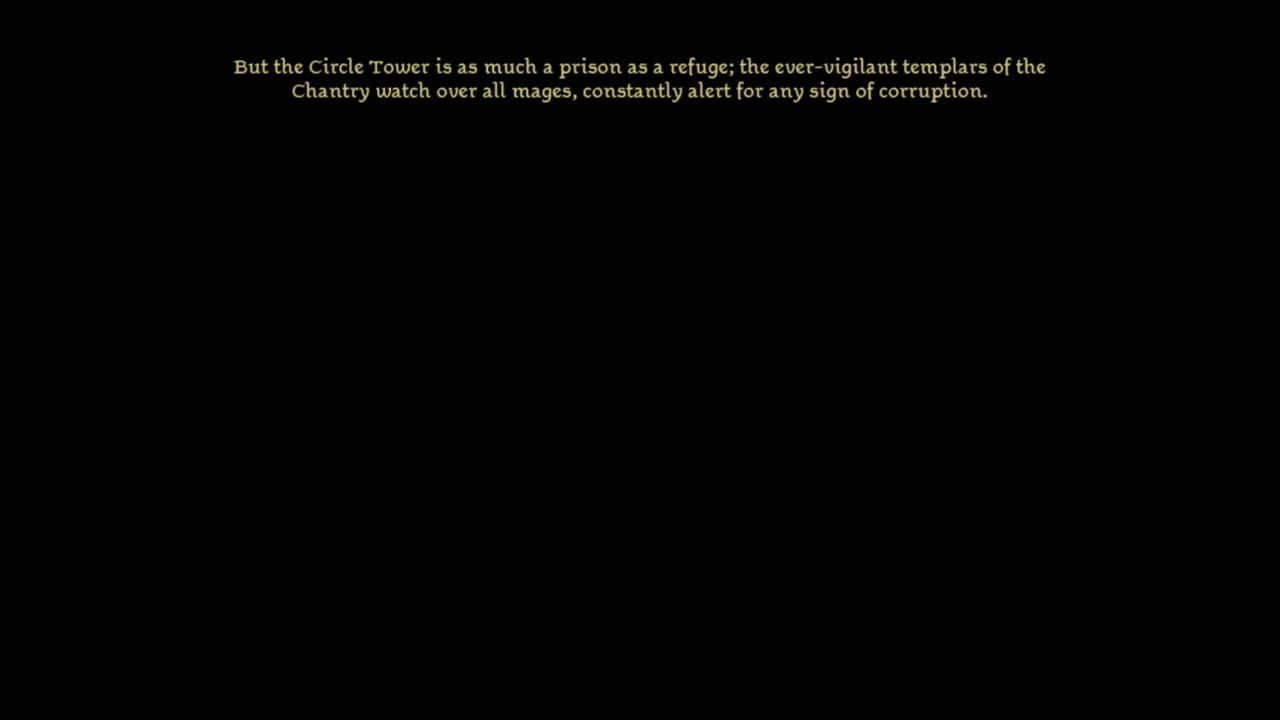 But the Circle Tower is as much a prison as a refuge; the ever-vigilant templars of the
Chantry watch over all mages, constantly alert for any sign of corruption.